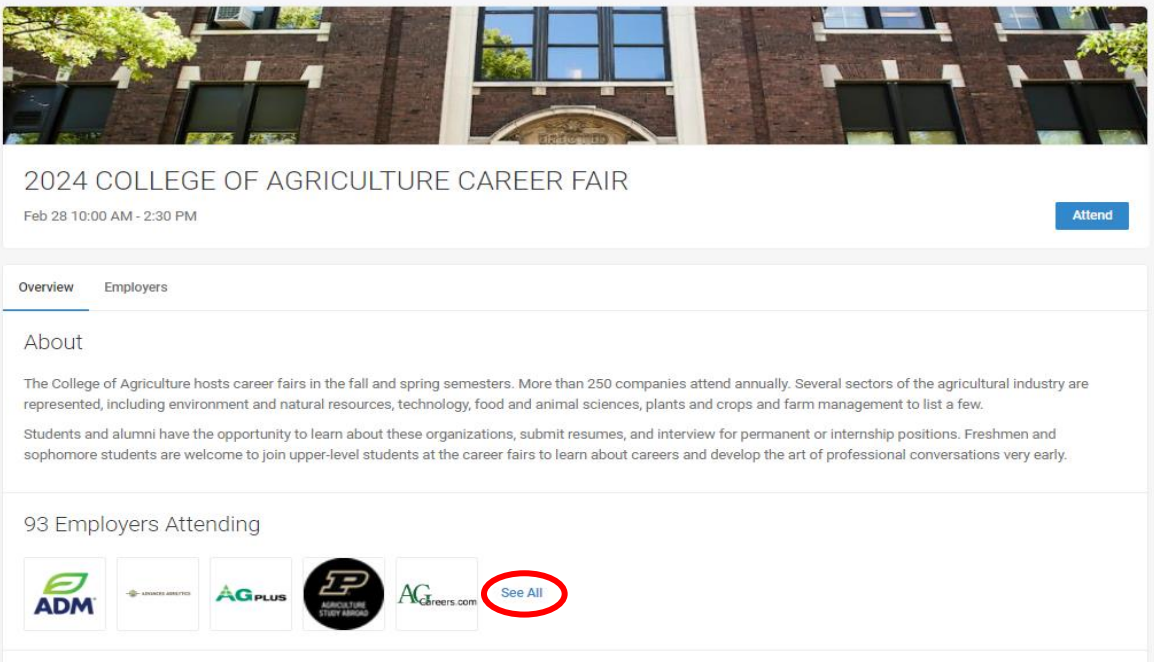 2024 COLLEGE OF AGRICULTURE CAREER FAIR
Feb 28 10:00 AM - 2:30 PM
Attend
Overview
Employers
About
The College of Agriculture hosts career fairs in the fall and spring semesters. More than 250 companies attend annually. Several sectors of the agricultural industry are
represented, including environment and natural resources, technology, food and animal sciences, plants and crops and farm management to list a few.
Students and alumni have the opportunity to learn about these organizations, submit resumes, and interview for permanent or internship positions. Freshmen and
sophomore students are welcome to join upper-level students at the career fairs to learn about careers and develop the art of professional conversations very early.
93 Employers Attending
ADM
AG PLUS
P
AGRICULTURE
STUDY ABROAD
AGcareers.com
See All